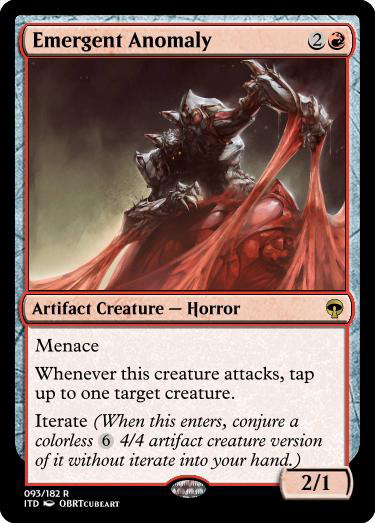 Emergent Anomaly 2
Artifact Creature — Horror
Menace
Whenever this creature attacks, tap
up to one target creature.
Iterate (When this enters, conjure a
colorless 6 4/4 artifact creature version
of it without iterate into your hand.)
2/1
093/182 R
ITD OBRTCUBEART